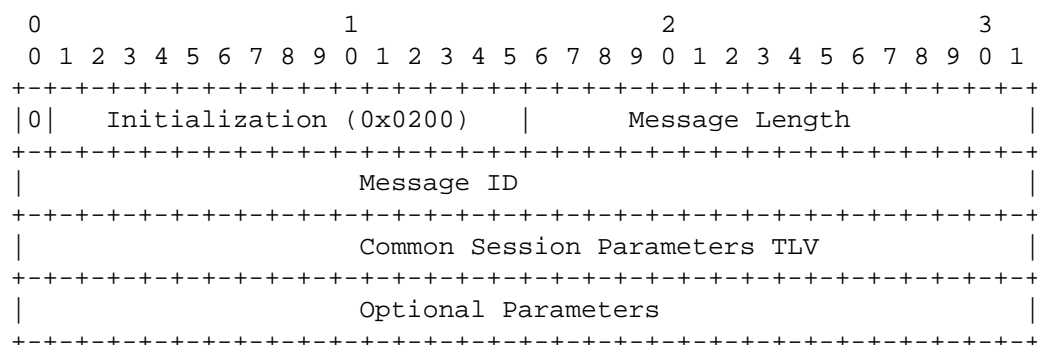 0                   1                   2                   3
 0 1 2 3 4 5 6 7 8 9 0 1 2 3 4 5 6 7 8 9 0 1 2 3 4 5 6 7 8 9 0 1
+-+-+-+-+-+-+-+-+-+-+-+-+-+-+-+-+-+-+-+-+-+-+-+-+-+-+-+-+-+-+-+-+
|0|   Initialization (0x0200)   |      Message Length           |
+-+-+-+-+-+-+-+-+-+-+-+-+-+-+-+-+-+-+-+-+-+-+-+-+-+-+-+-+-+-+-+-+
|                     Message ID                                |
+-+-+-+-+-+-+-+-+-+-+-+-+-+-+-+-+-+-+-+-+-+-+-+-+-+-+-+-+-+-+-+-+
|                     Common Session Parameters TLV             |
+-+-+-+-+-+-+-+-+-+-+-+-+-+-+-+-+-+-+-+-+-+-+-+-+-+-+-+-+-+-+-+-+
|                     Optional Parameters                       |
+-+-+-+-+-+-+-+-+-+-+-+-+-+-+-+-+-+-+-+-+-+-+-+-+-+-+-+-+-+-+-+-+